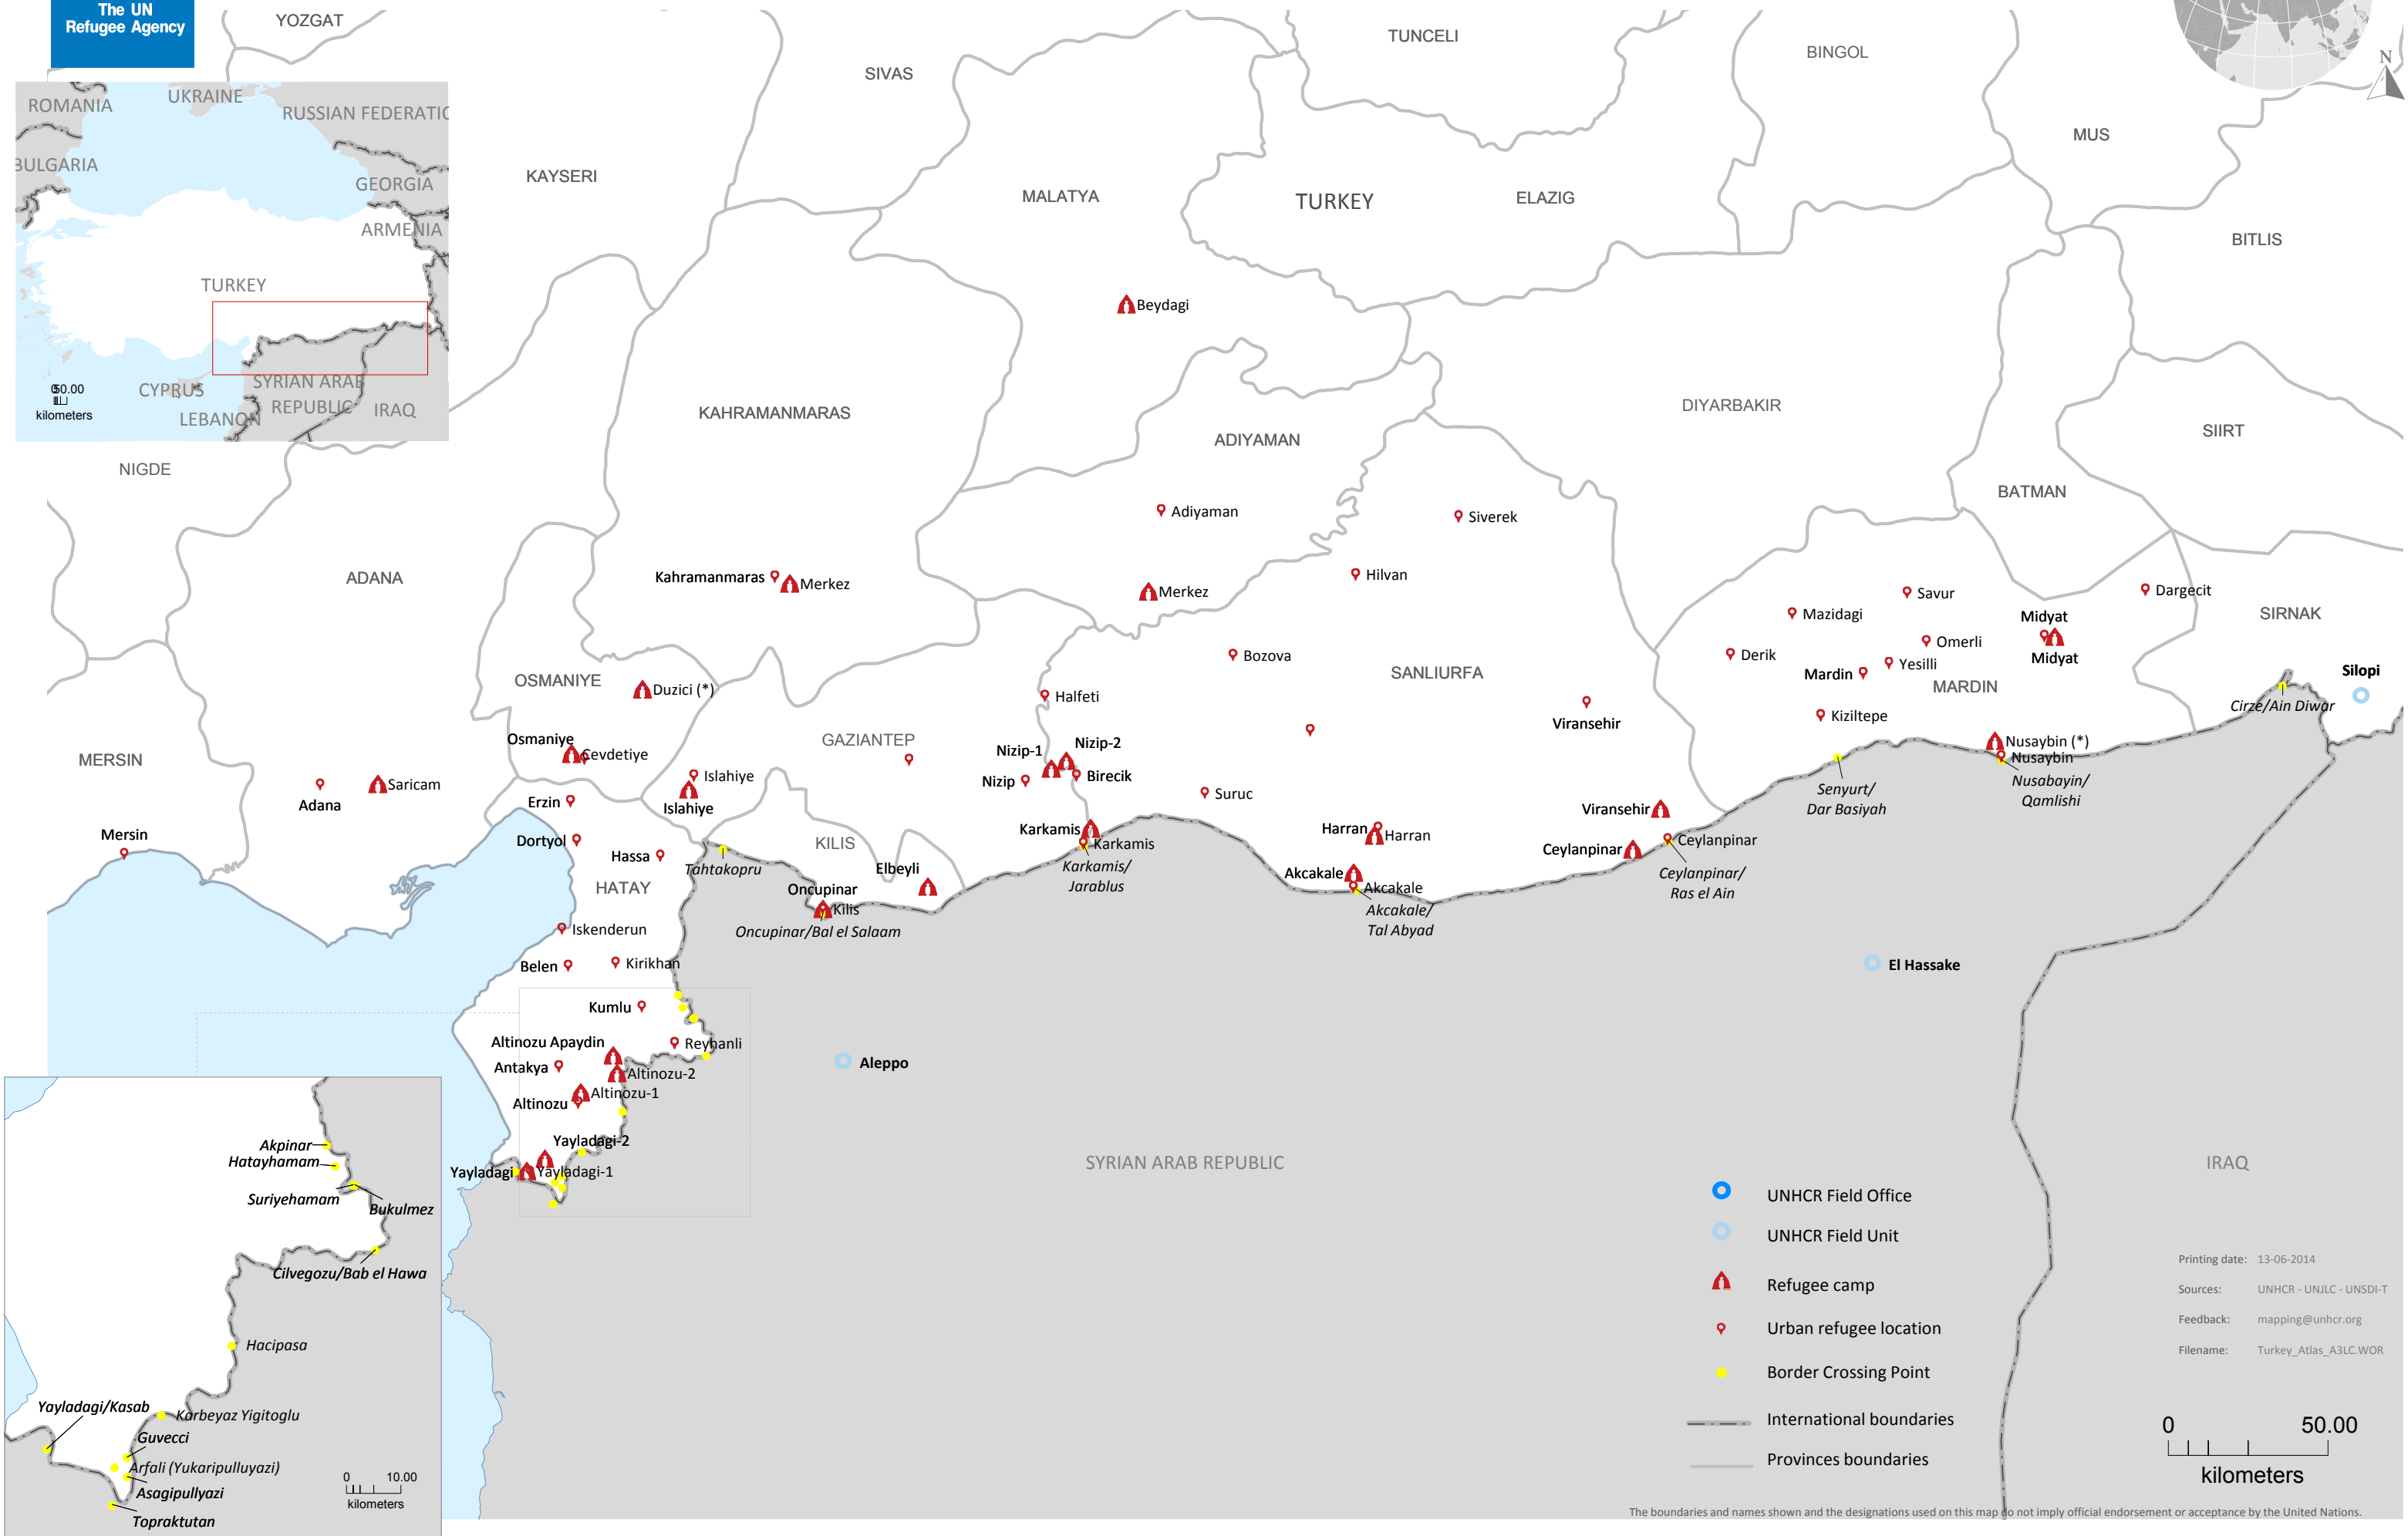 The UN
Refugee Agency
YOZGAT
SIVAS
TUNCELI
BINGOL
N
MUS
KAYSERI
MALATYA
TURKEY
ELAZIG
BITLIS
ROMANIA
UKRAINE
RUSSIAN FEDERATIO
BULGARIA
GEORGIA
ARMENIA
TURKEY
CYPRUS
SYRIAN ARAB
REPUBLIC
IRAQ
LEBANON
50.00
kilometers
Beydagi
KAHRAMANMARAS
DIYARBAKIR
ADIYAMAN
SIIRT
NIGDE
BATMAN
Adiyaman
Siverek
ADANA
Kahramanmaras
Merkez
Merkez
Hilvan
Savur
Dargecit
Mazidagi
Midyat
SIRNAK
Omerli
Midyat
Bozova
Derik
Yesilli
SANLIURFA
Mardin
MARDIN
Silopi
OSMANIYE
Duzici (*)
Halfeti
Cirze/Ain Diwar
Viransehir
Kiziltepe
Osmaniye
Cevdetiye
GAZIANTEP
Nizip-1
Nizip-2
Nusaybin (*)
Nusaybin
MERSIN
Adana
Saricam
Islahiye
Islahiye
Nizip
Birecik
Nusabayin/
Qamlishi
Suruc
Senyurt/
Dar Basiyah
Erzin
Viransehir
Mersin
Dortyol
Hassa
KILIS
Karkamis
Karkamis
Harran
Harran
Ceylanpinar
Ceylanpinar
Tahtakopru
Elbeyli
Karkamis/
Jarablus
Akcakale
Akcakale
Ceylanpinar/
Ras el Ain
HATAY
Oncupinar
Kilis
Akcakale/
Tal Abyad
Oncupinar/Bal el Salaam
Iskenderun
Belen
Kirikhan
El Hassake
Kumlu
Altinozu Apaydin
Reyhanli
Antakya
Altinozu-2
Aleppo
Altinozu-1
Altinozu
Yayladagi-2
Yayladagi
Yayladagi-1
SYRIAN ARAB REPUBLIC
IRAQ
Akpinar
Hatayhamam
Suriyehamam
Bukulmez
Cilvegozu/Bab el Hawa
Hacipasa
Yayladagi/Kasab
Karbeyaz Yigitoglu
Guvecci
Arfali (Yukaripulluyazi)
Asagipullyazi
Topraktutan
0 10.00
kilometers
UNHCR Field Office
UNHCR Field Unit
Refugee camp
Urban refugee location
Border Crossing Point
International boundaries
Provinces boundaries
Printing date: 13-06-2014
Sources: UNHCR - UNJLC - UNSDI-T
Feedback: mapping@unhcr.org
Filename: Turkey_Atlas_A3LC.WOR
0 50.00
kilometers
The boundaries and names shown and the designations used on this map do not imply official endorsement or acceptance by the United Nations.